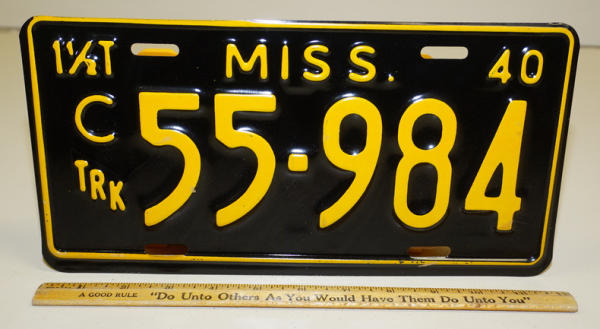 1½T MISS. 40
C
TRK
55-984
A GOOD RULE "Do Unto Others As You Would Have Them Do Unto You"